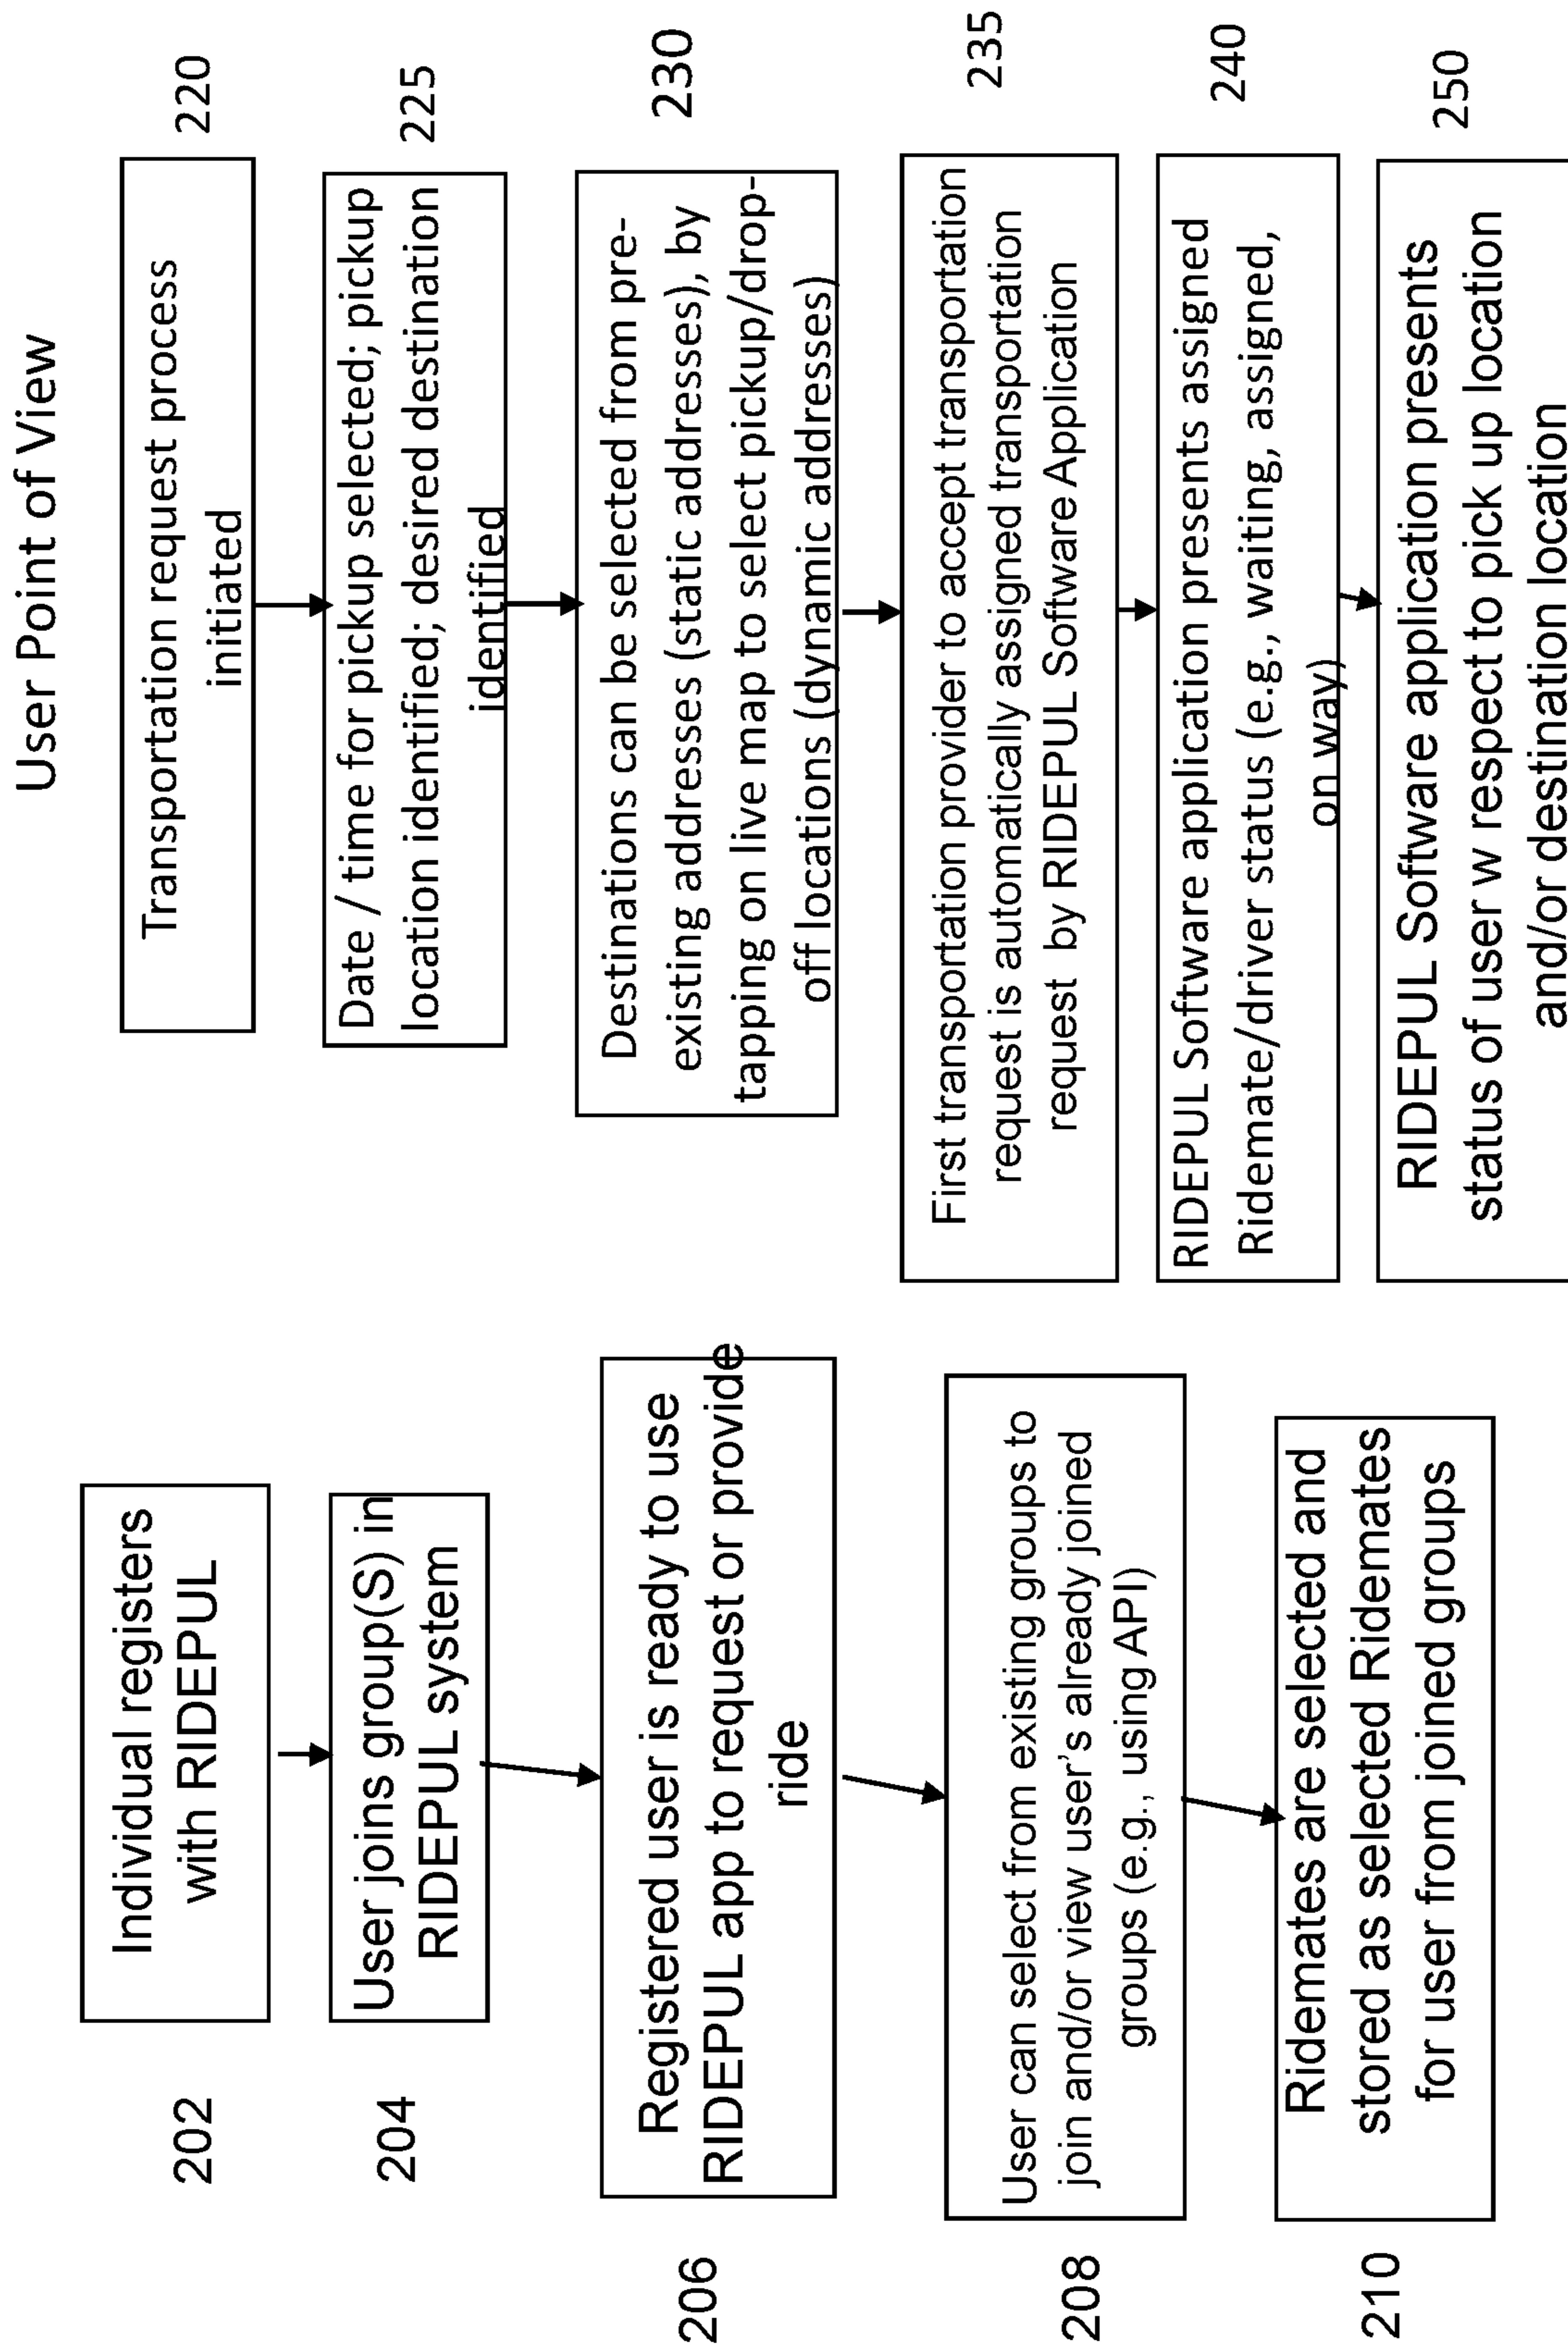 User Point of View
202
Individual registers
with RIDEPUL
204
User joins group(S) in
RIDEPUL system
206
Registered user is ready to use
RIDEPUL app to request or provide
ride
208
User can select from existing groups to
join and/or view user's already joined
groups (e.g., using API)
210
Ridemates are selected and
stored as selected Ridemates
for user from joined groups
Transportation request process
initiated
220
Date / time for pickup selected; pickup
location identified; desired destination
identified
225
Destinations can be selected from pre-
existing addresses (static addresses), by
tapping on live map to select pickup/drop-
off locations (dynamic addresses)
230
First transportation provider to accept transportation
request is automatically assigned transportation
request by RIDEPUL Software Application
235
RIDEPUL Software application presents assigned
Ridemate/driver status (e.g., waiting, assigned,
on way)
240
RIDEPUL Software application presents
status of user w respect to pick up location
and/or destination location
250